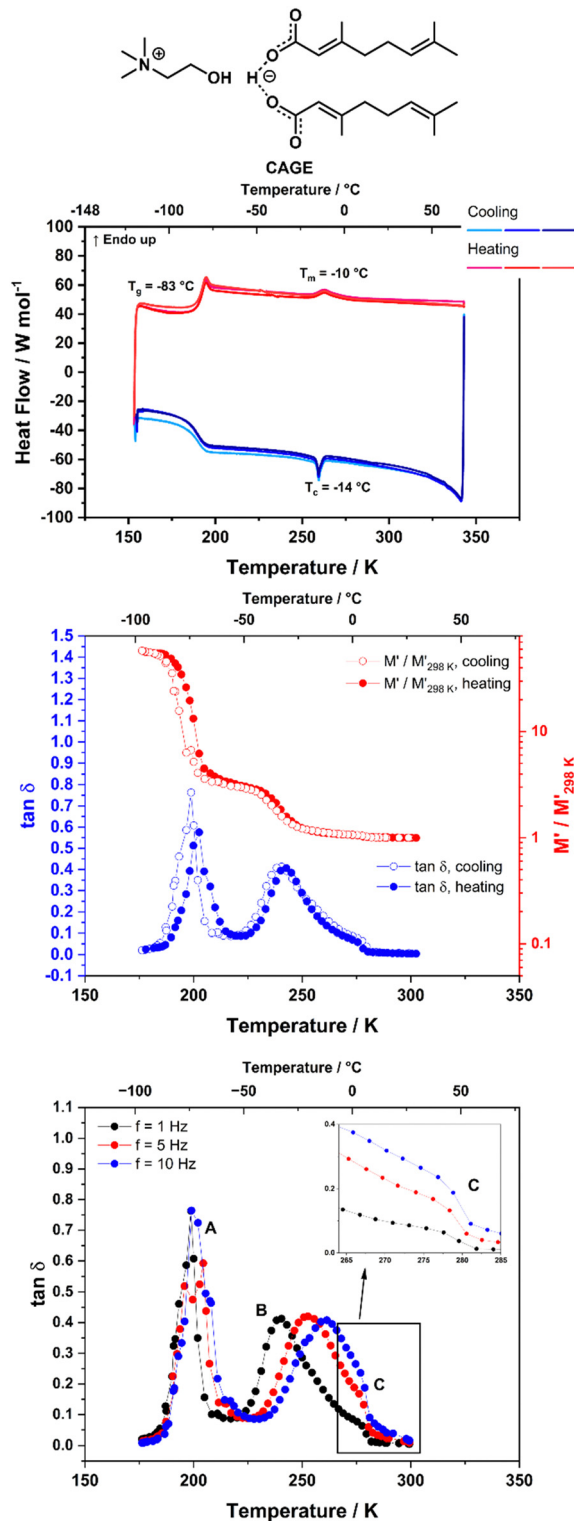 O
O
N
⊕
OH
H
⊖
O
O
CAGE
Temperature / °C
-148 -100 -50 0 50
↑ Endo up
Cooling
Heating
Tg = -83 °C
Tm = -10 °C
Tc = -14 °C
Heat Flow / W mol-1
100
80
60
40
20
0
-20
-40
-60
-80
-100
150 200 250 300 350
Temperature / K
Temperature / °C
-100 -50 0 50
M' / M'298 K, cooling
M' / M'298 K, heating
tan δ, cooling
tan δ, heating
tan δ
1.5
1.4
1.3
1.2
1.1
1.0
0.9
0.8
0.7
0.6
0.5
0.4
0.3
0.2
0.1
0.0
-0.1
M' / M'298 K
10
1
0.1
150 200 250 300 350
Temperature / K
Temperature / °C
−100 −50 0 50
f = 1 Hz
f = 5 Hz
f = 10 Hz
A
B
C
C
0.4
0.2
0.0
265 270 275 280 285
tan δ
1.1
1.0
0.9
0.8
0.7
0.6
0.5
0.4
0.3
0.2
0.1
0.0
150 200 250 300 350
Temperature / K